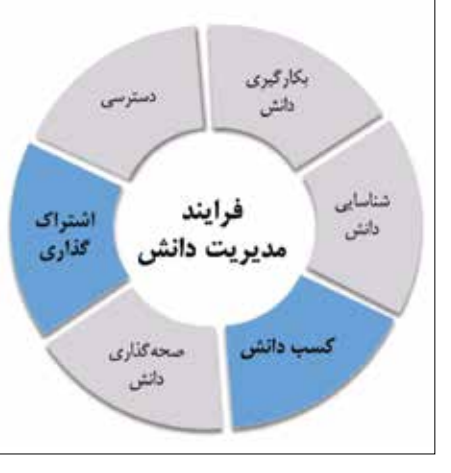 فرایند
مدیریت دانش
بکارگیری
دانش
شناسایی
دانش
کسب دانش
صحه‌گذاری
دانش
اشتراک
گذاری
دسترسی